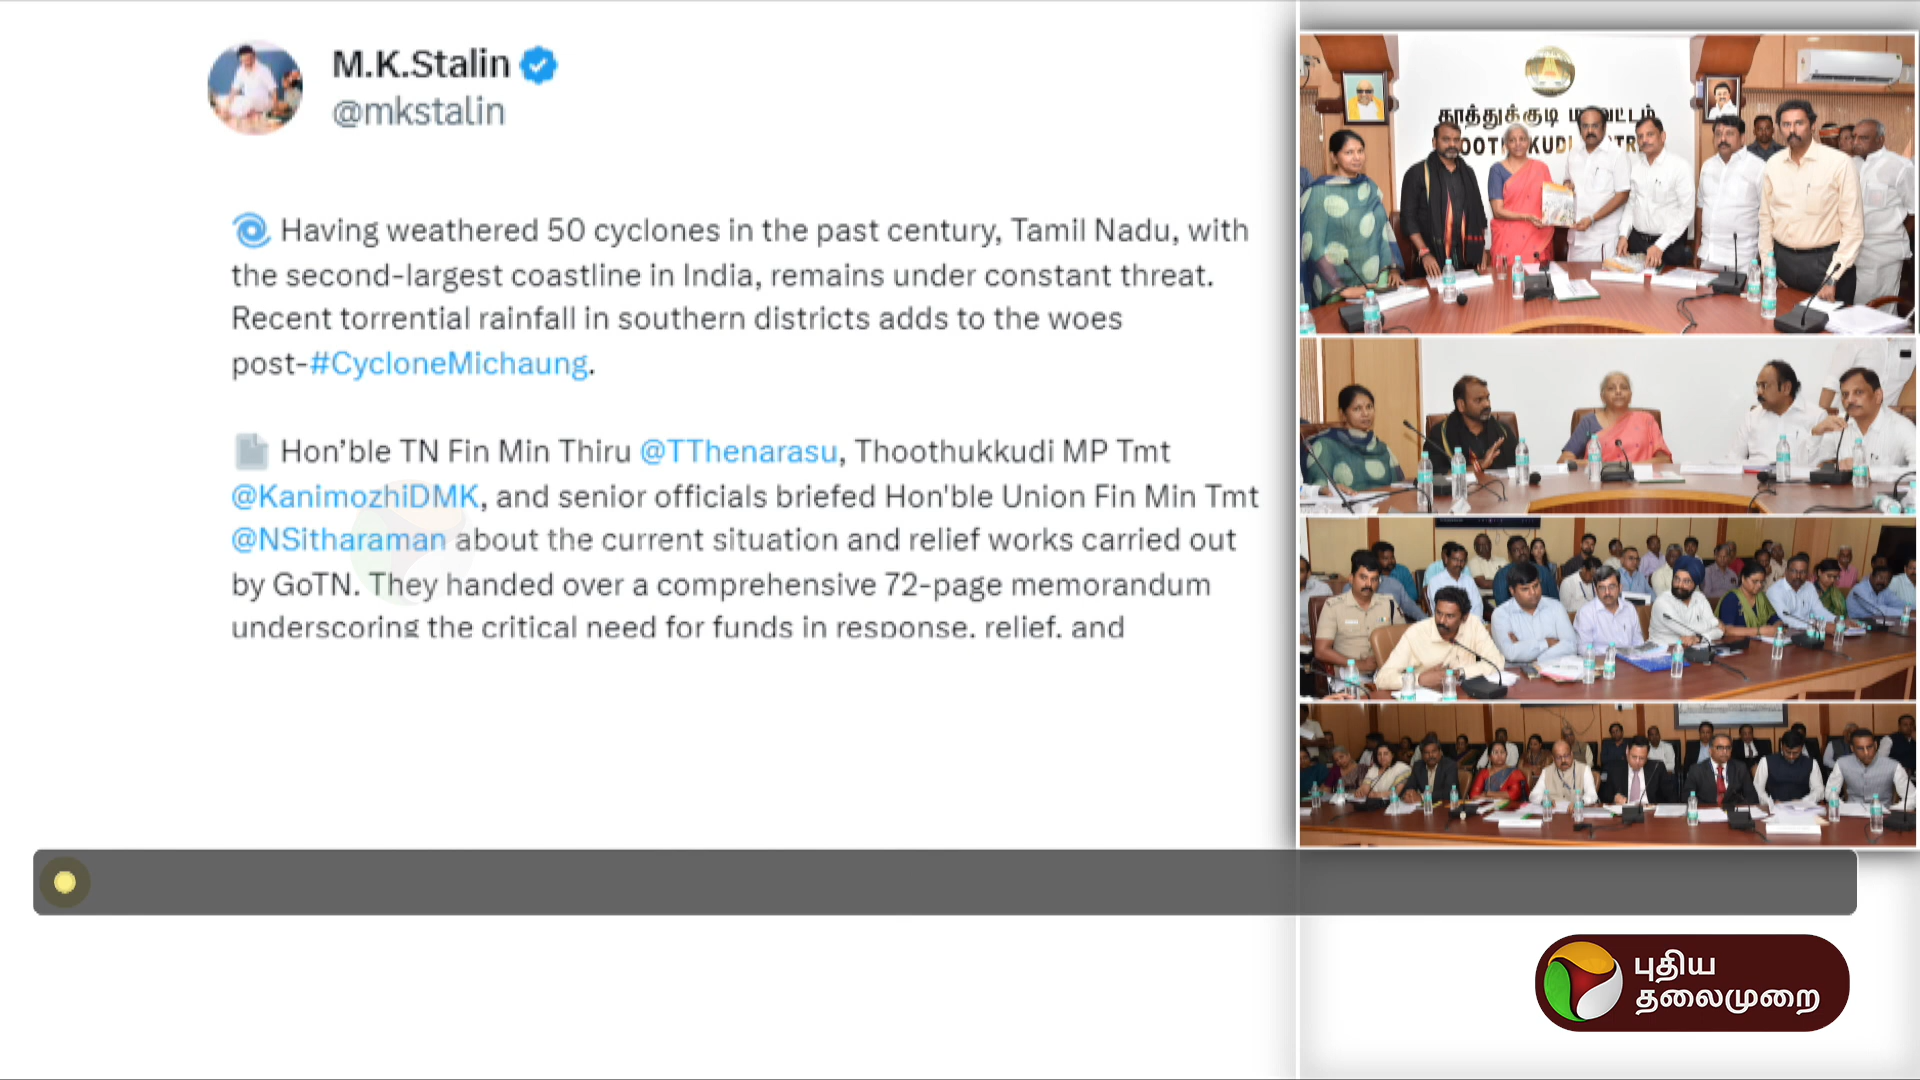 M.K.Stalin
@mkstalin
Having weathered 50 cyclones in the past century, Tamil Nadu, with
the second-largest coastline in India, remains under constant threat.
Recent torrential rainfall in southern districts adds to the woes
post-#CycloneMichaung.
Hon’ble TN Fin Min Thiru @TThenarasu, Thoothukkudi MP Tmt
@KanimozhiDMK, and senior officials briefed Hon'ble Union Fin Min Tmt
@NSitharaman about the current situation and relief works carried out
by GoTN. They handed over a comprehensive 72-page memorandum
underscoring the critical need for funds in response, relief, and
தூத்துக்குடி
புதிய
தலைமுறை